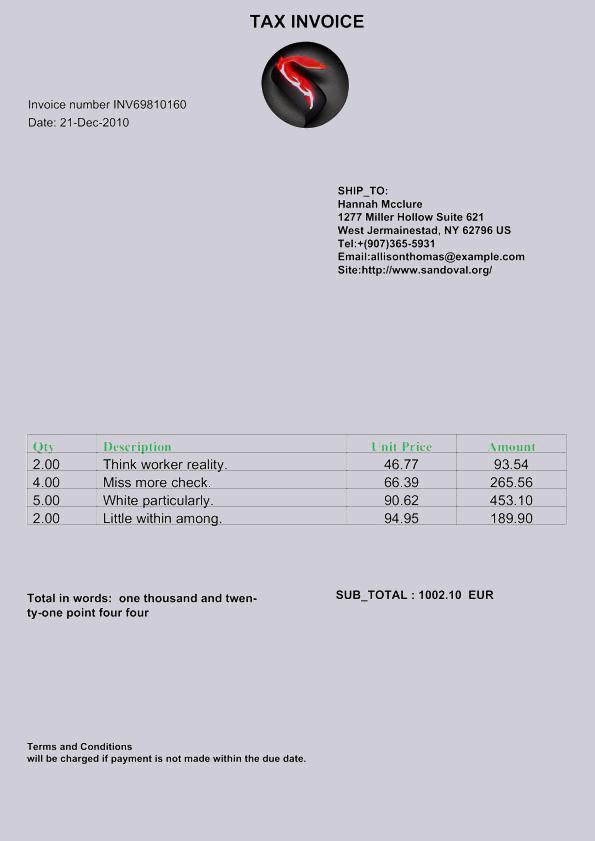 TAX INVOICE
Invoice number INV69810160
Date: 21-Dec-2010
SHIP_TO:
Hannah Mcclure
1277 Miller Hollow Suite 621
West Jermainestad, NY 62796 US
Tel:+(907)365-5931
Email:allisonthomas@example.com
Site:http://www.sandoval.org/
Qty Description Unit Price Amount
2.00 Think worker reality. 46.77 93.54
4.00 Miss more check. 66.39 265.56
5.00 White particularly. 90.62 453.10
2.00 Little within among. 94.95 189.90
Total in words: one thousand and twen-
ty-one point four four
SUB_TOTAL : 1002.10 EUR
Terms and Conditions
will be charged if payment is not made within the due date.